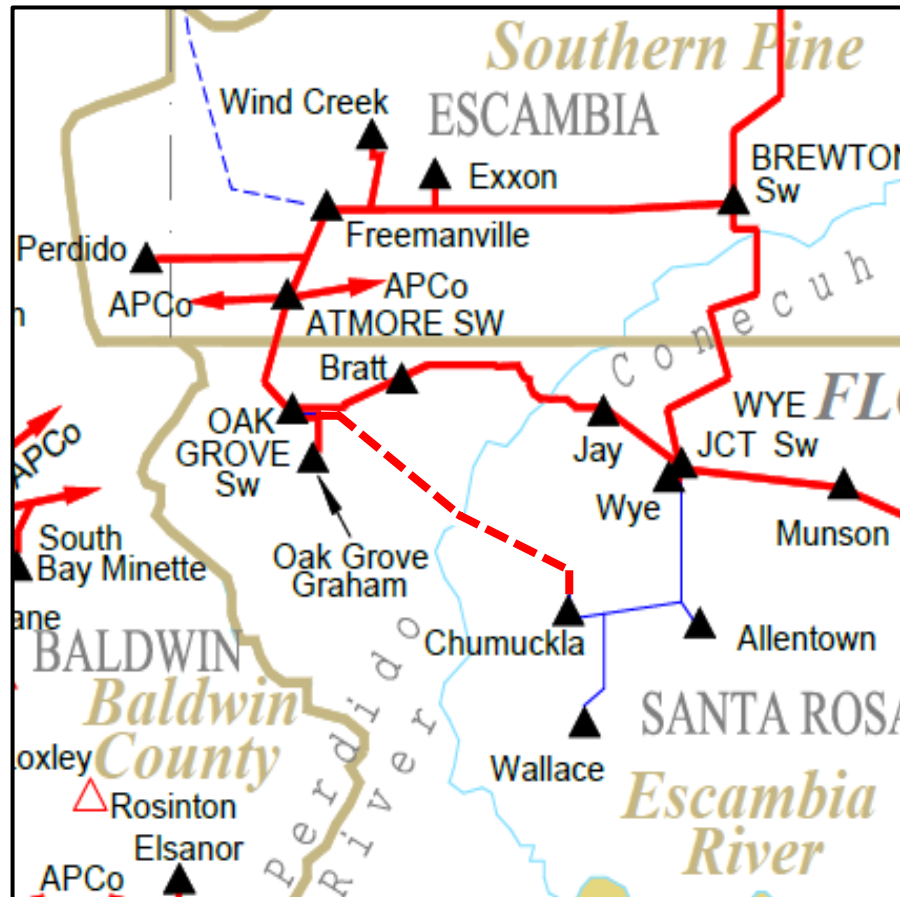 Southern Pine
Wind Creek
ESCAMBIA
BREWTON
Sw
Exxon
Freemanville
Perdido
APCo
APCo
ATMORE SW
Conecuh
Bratt
WYE
JCT Sw
OAK
GROVE
Sw
APCo
Jay
Wye
Munson
South
Bay Minette
Oak Grove
Graham
Chumuckla
Allentown
BALDWIN
Baldwin
County
Perdido
River
SANTA ROSA
Wallace
Rosinton
Escambia
River
Elsanor
APCo